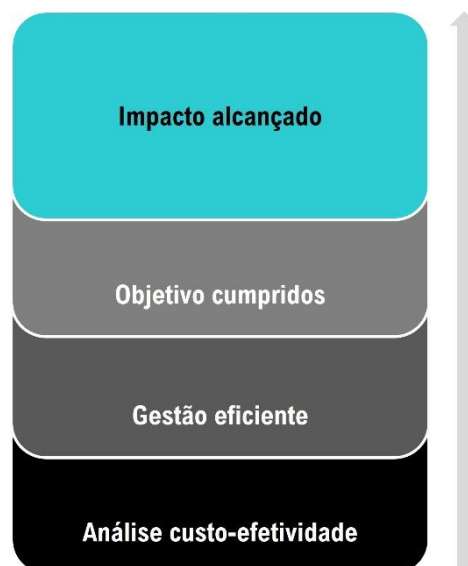 Impacto alcançado
Objetivo cumpridos
Gestão eficiente
Análise custo-efetividade